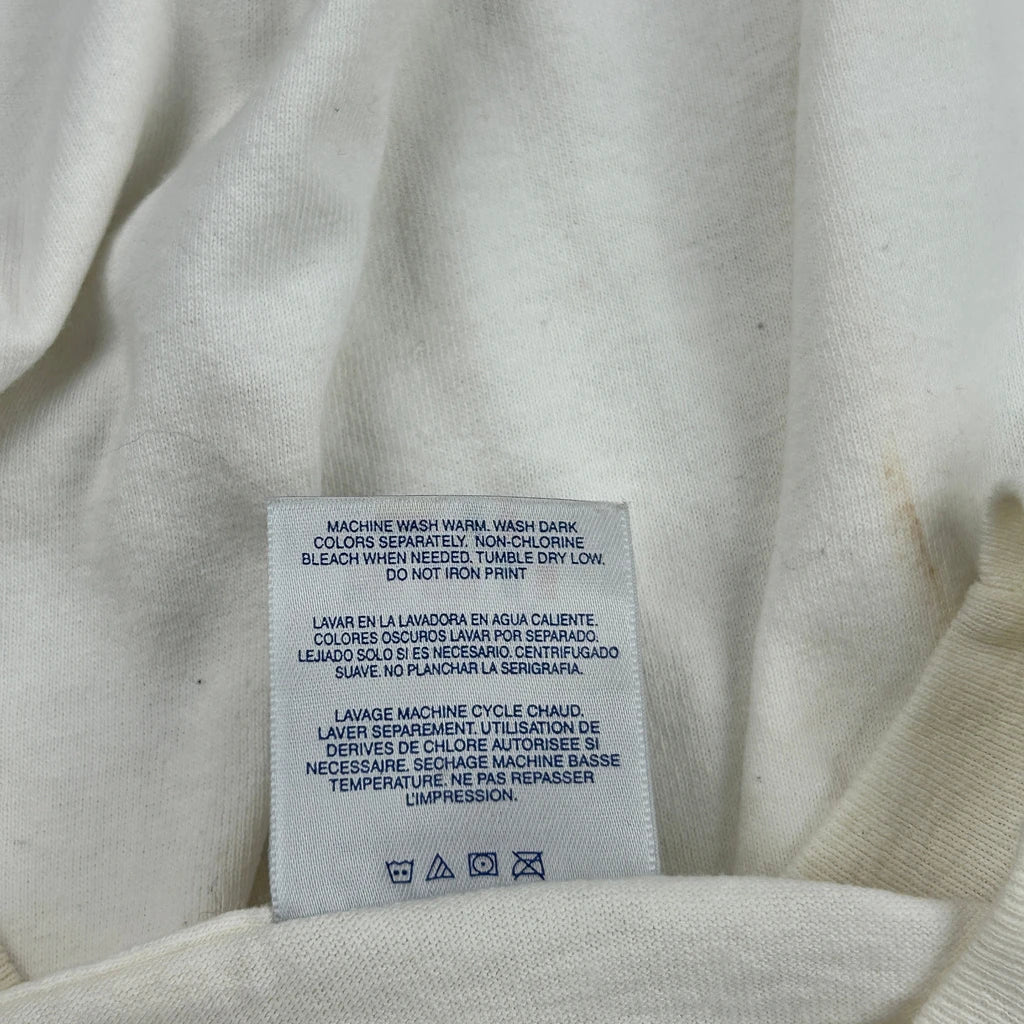 MACHINE WASH WARM. WASH DARK
COLORS SEPARATELY. NON-CHLORINE
BLEACH WHEN NEEDED. TUMBLE DRY LOW.
DO NOT IRON PRINT
LAVAR EN LA LAVADORA EN AGUA CALIENTE.
COLORES OSCUROS LAVAR POR SEPARADO.
LEJIADO SOLO SI ES NECESARIO. CENTRIFUGADO
SUAVE. NO PLANCHAR LA SERIGRAFIA.
LAVAGE MACHINE CYCLE CHAUD.
LAVER SEPAREMENT. UTILISATION DE
DERIVES DE CHLORE AUTORISEE SI
NECESSAIRE. SECHAGE MACHINE BASSE
TEMPERATURE. NE PAS REPASSER
L'IMPRESSION.